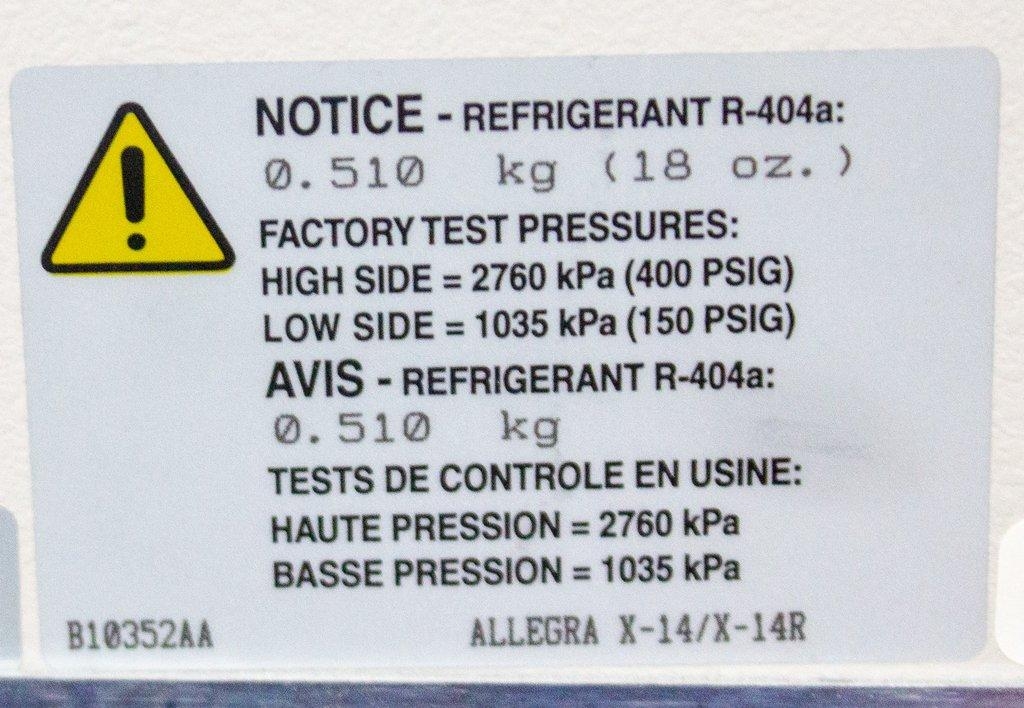 NOTICE - REFRIGERANT R-404a:
0.510 kg (18 oz.)
FACTORY TEST PRESSURES:
HIGH SIDE = 2760 kPa (400 PSIG)
LOW SIDE = 1035 kPa (150 PSIG)
AVIS - REFRIGERANT R-404a:
0.510 kg
TESTS DE CONTROLE EN USINE:
HAUTE PRESSION = 2760 kPa
BASSE PRESSION = 1035 kPa
B10352AA ALLEGRA X-14/X-14R